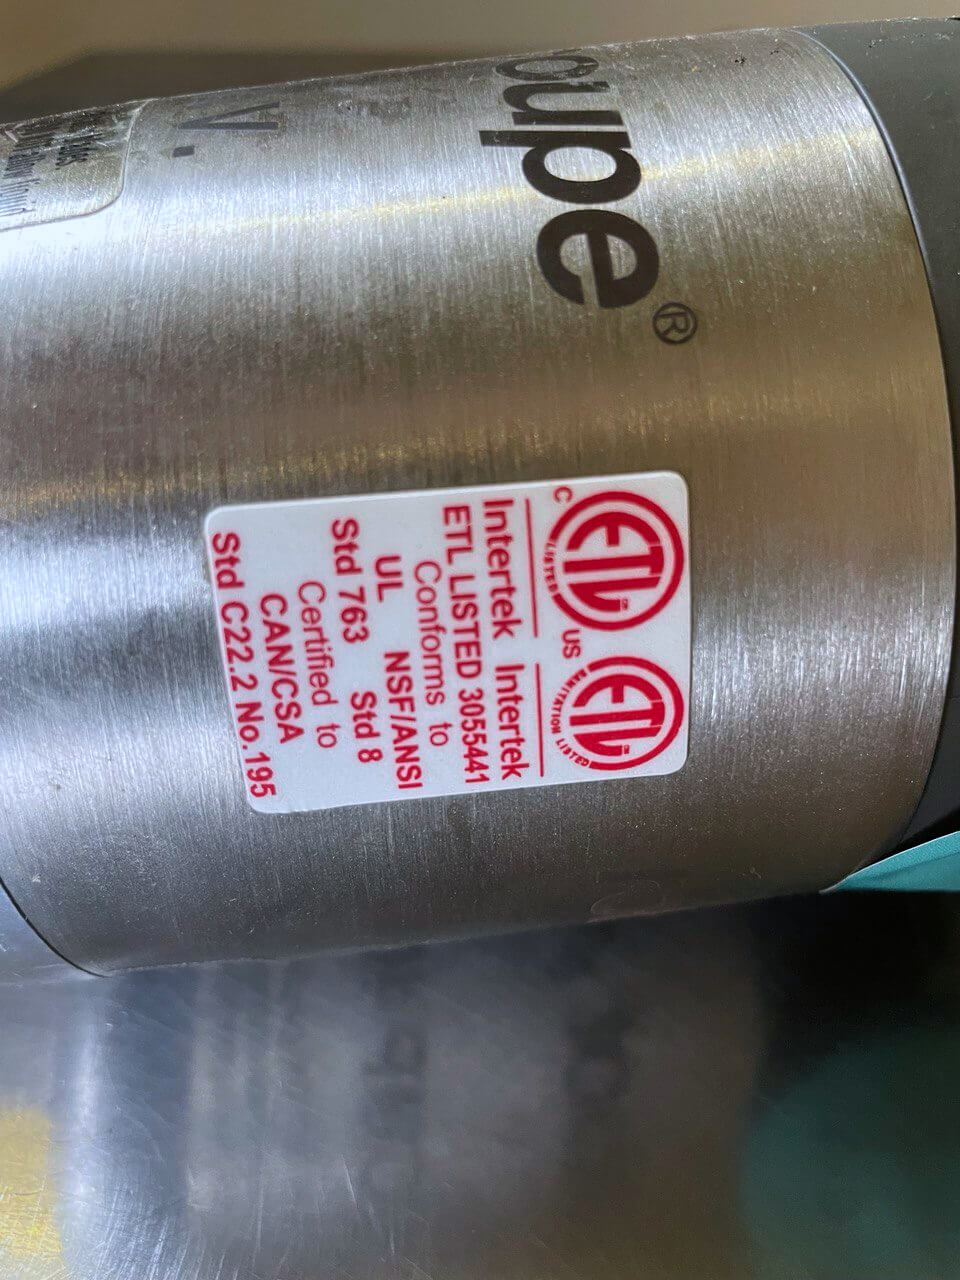 oupe®
C ETL LISTED US ETL SANITATION LISTED
Intertek Intertek
ETL LISTED 3055441
Conforms to
UL NSF/ANSI
Std 763 Std 8
Certified to
CAN/CSA
Std C22.2 No.195